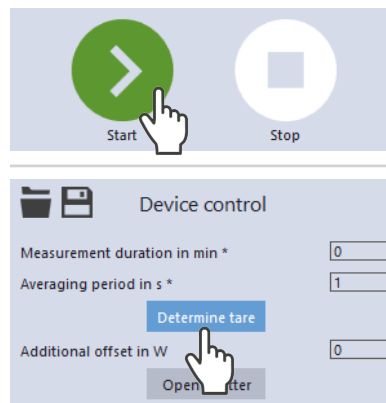 Start Stop
Device control
Measurement duration in min * 0
Averaging period in s * 1
Determine tare
Additional offset in W 0
Open